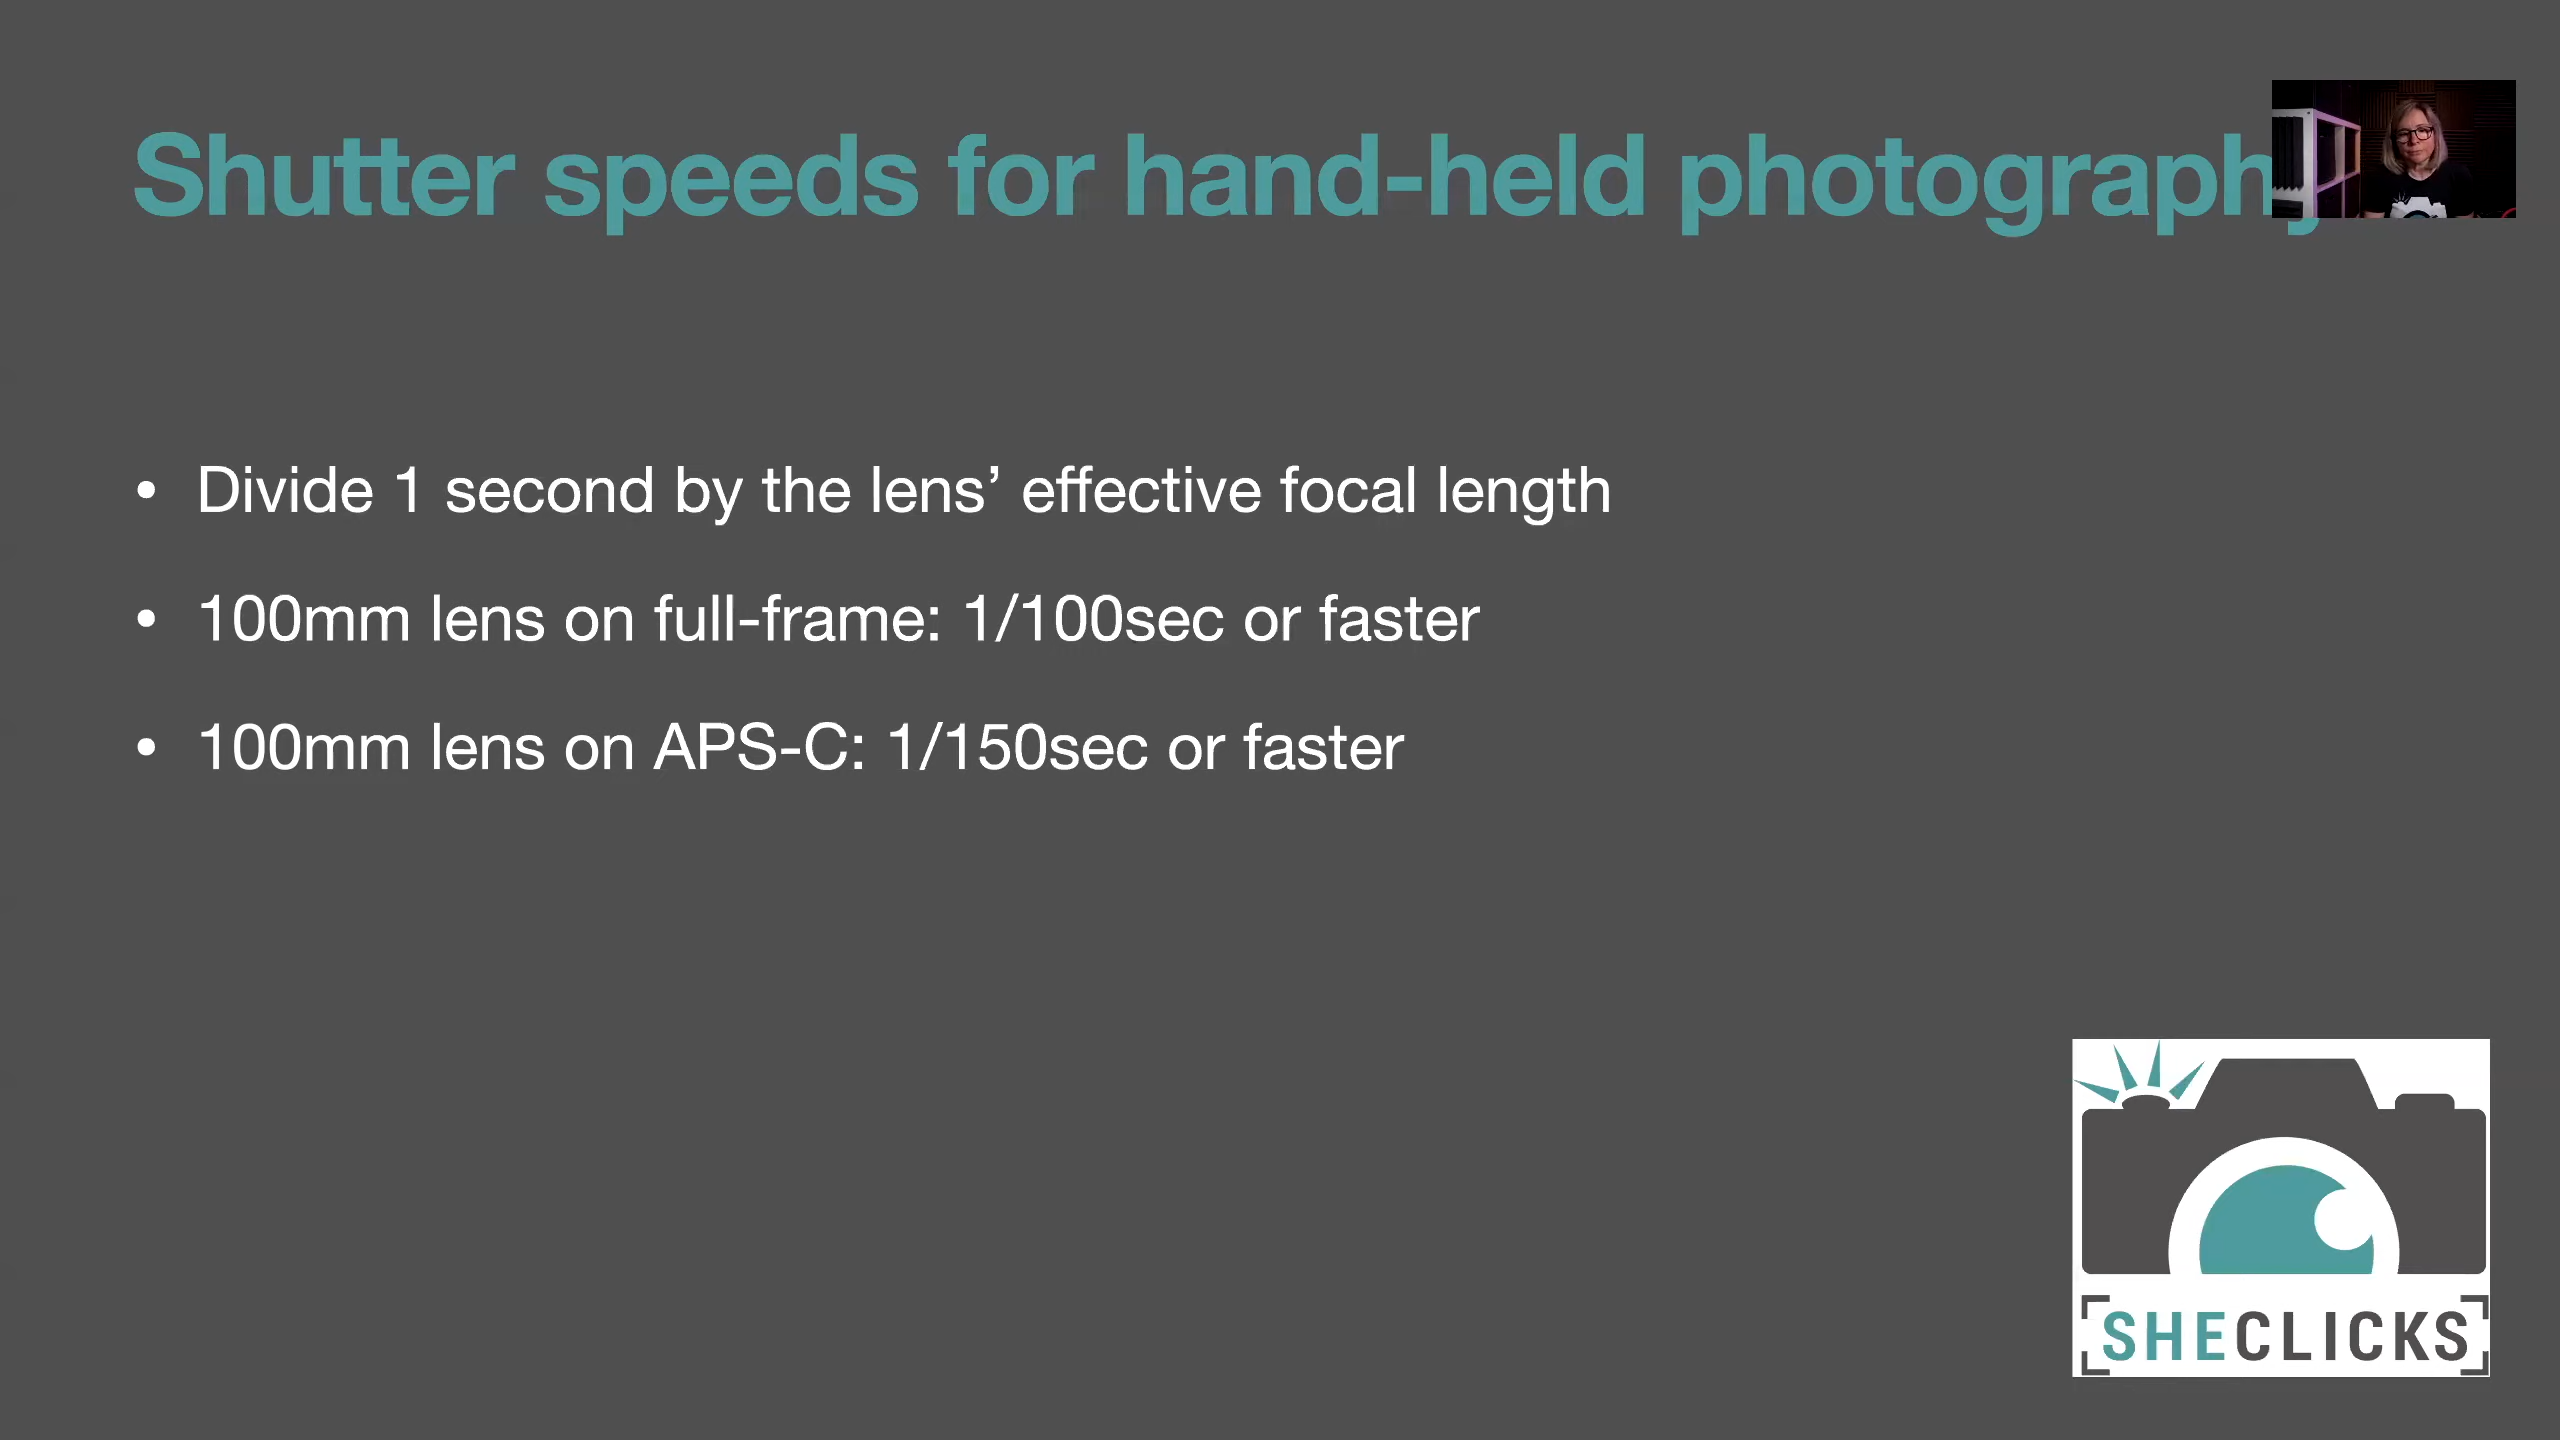 Shutter speeds for hand-held photography
• Divide 1 second by the lens’ effective focal length
• 100mm lens on full-frame: 1/100sec or faster
• 100mm lens on APS-C: 1/150sec or faster
SHECLICKS